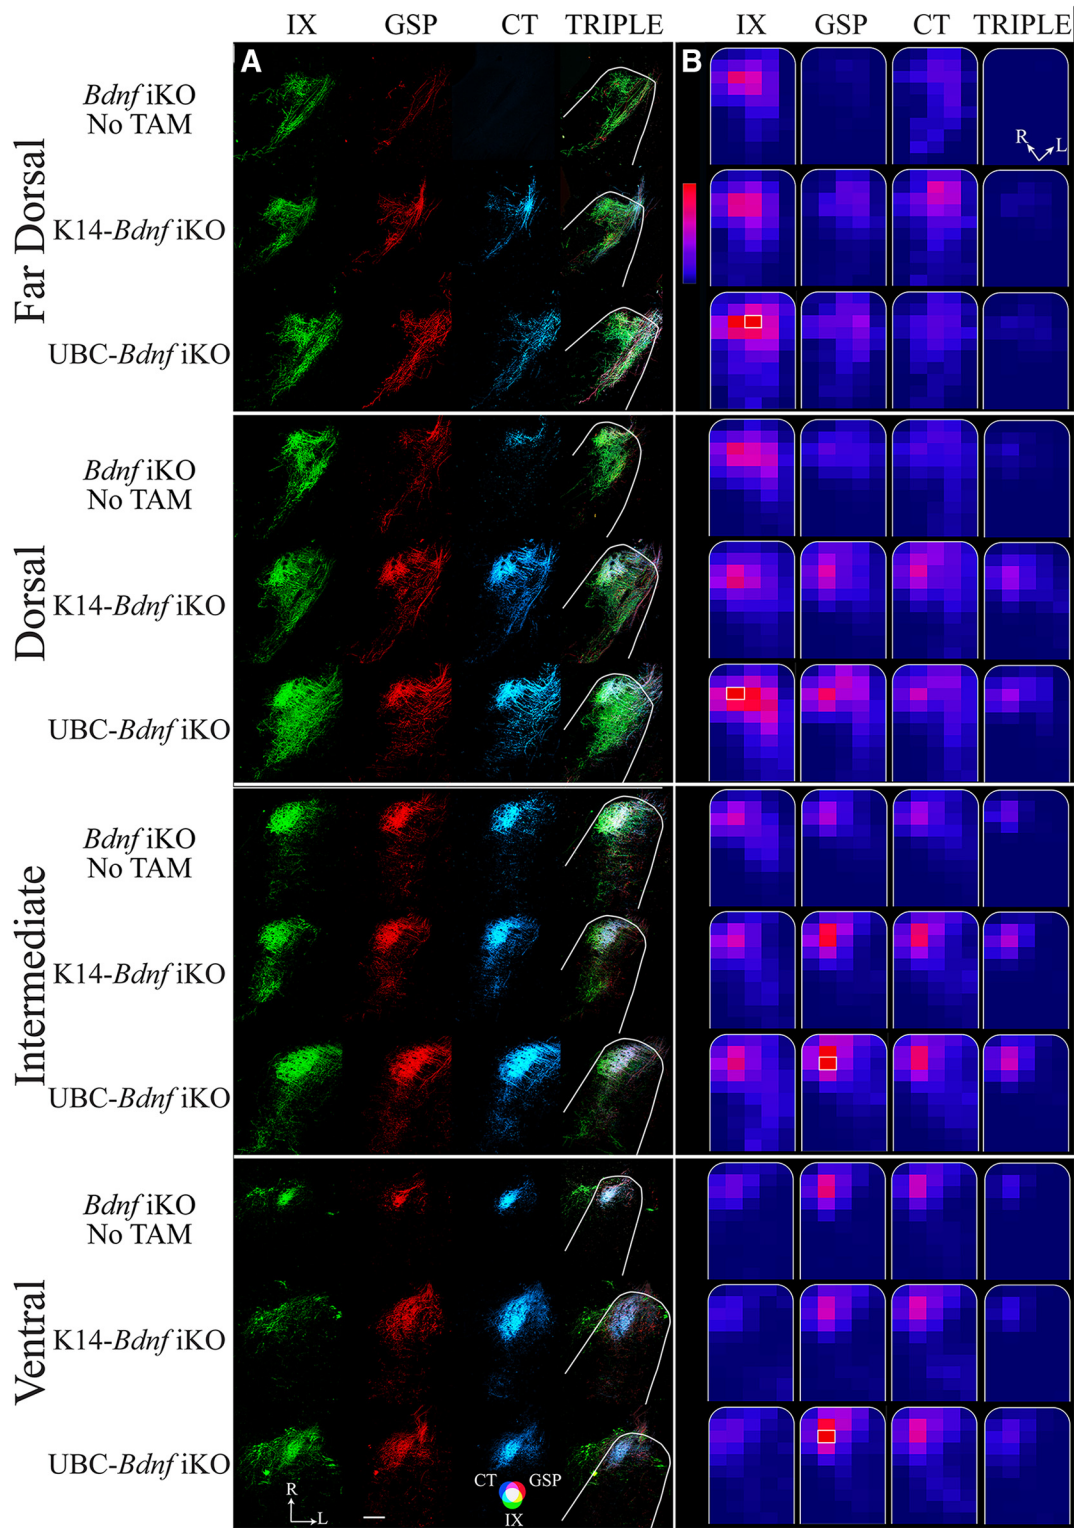 IX GSP CT TRIPLE IX GSP CT TRIPLE
A B
Far Dorsal
Bdnf iKO
No TAM
R L
K14-Bdnf iKO
UBC-Bdnf iKO
Dorsal
Bdnf iKO
No TAM
K14-Bdnf iKO
UBC-Bdnf iKO
Intermediate
Bdnf iKO
No TAM
K14-Bdnf iKO
UBC-Bdnf iKO
Ventral
Bdnf iKO
No TAM
K14-Bdnf iKO
UBC-Bdnf iKO
R
L
CT GSP
IX